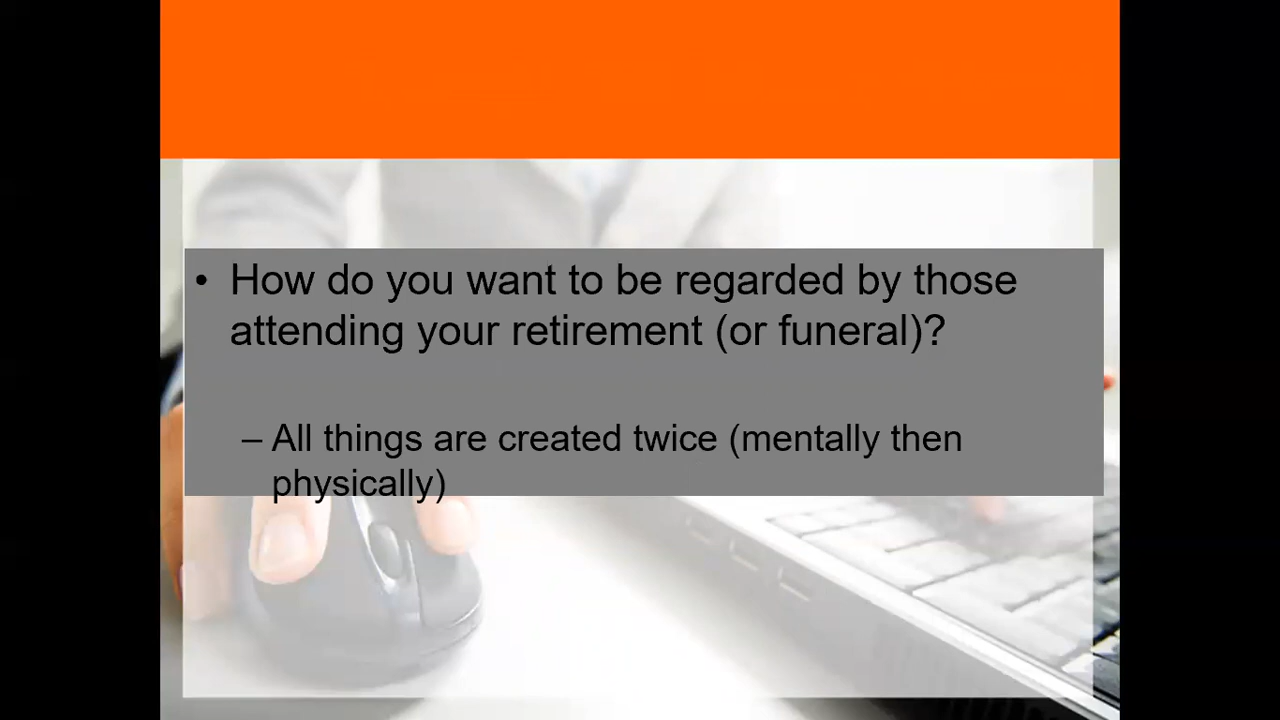 • How do you want to be regarded by those
attending your retirement (or funeral)?
– All things are created twice (mentally then
physically)